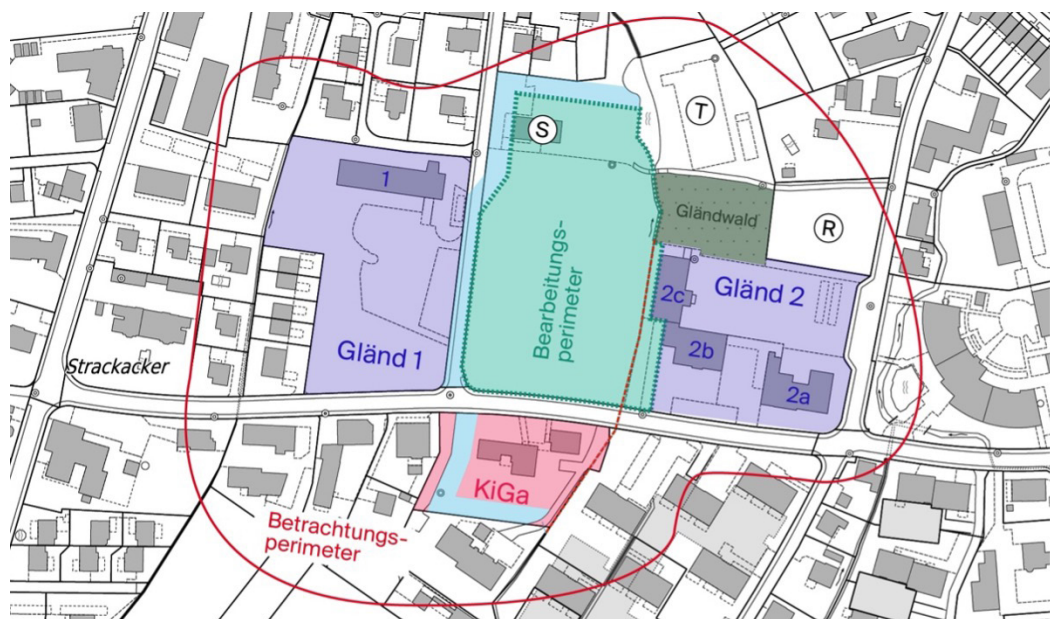 S
T
1
Gländwald
R
Bearbeitungs-
perimeter
2c
Gländ 2
Gländ 1
2b
Strackacker
2a
KiGa
Betrachtungs-
perimeter